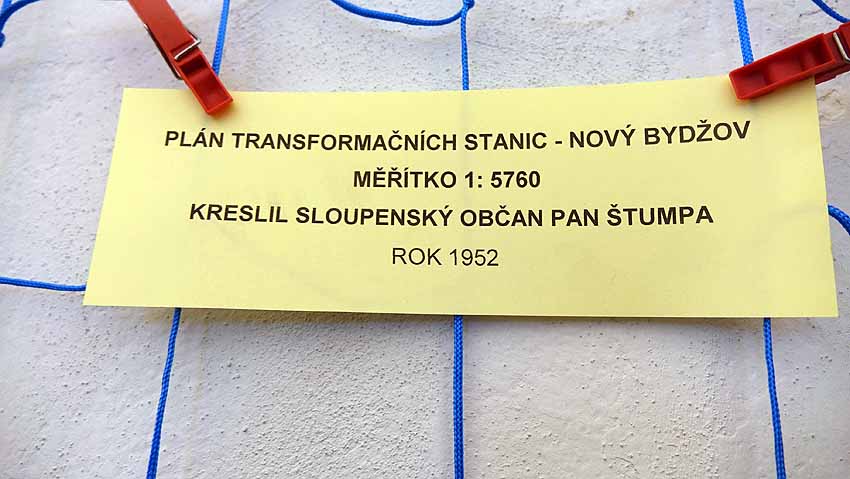 PLÁN TRANSFORMAČNÍCH STANIC - NOVÝ BYDŽOV
MĚŘÍTKO 1: 5760
KRESLIL SLOUPENSKÝ OBČAN PAN ŠTUMPA
ROK 1952